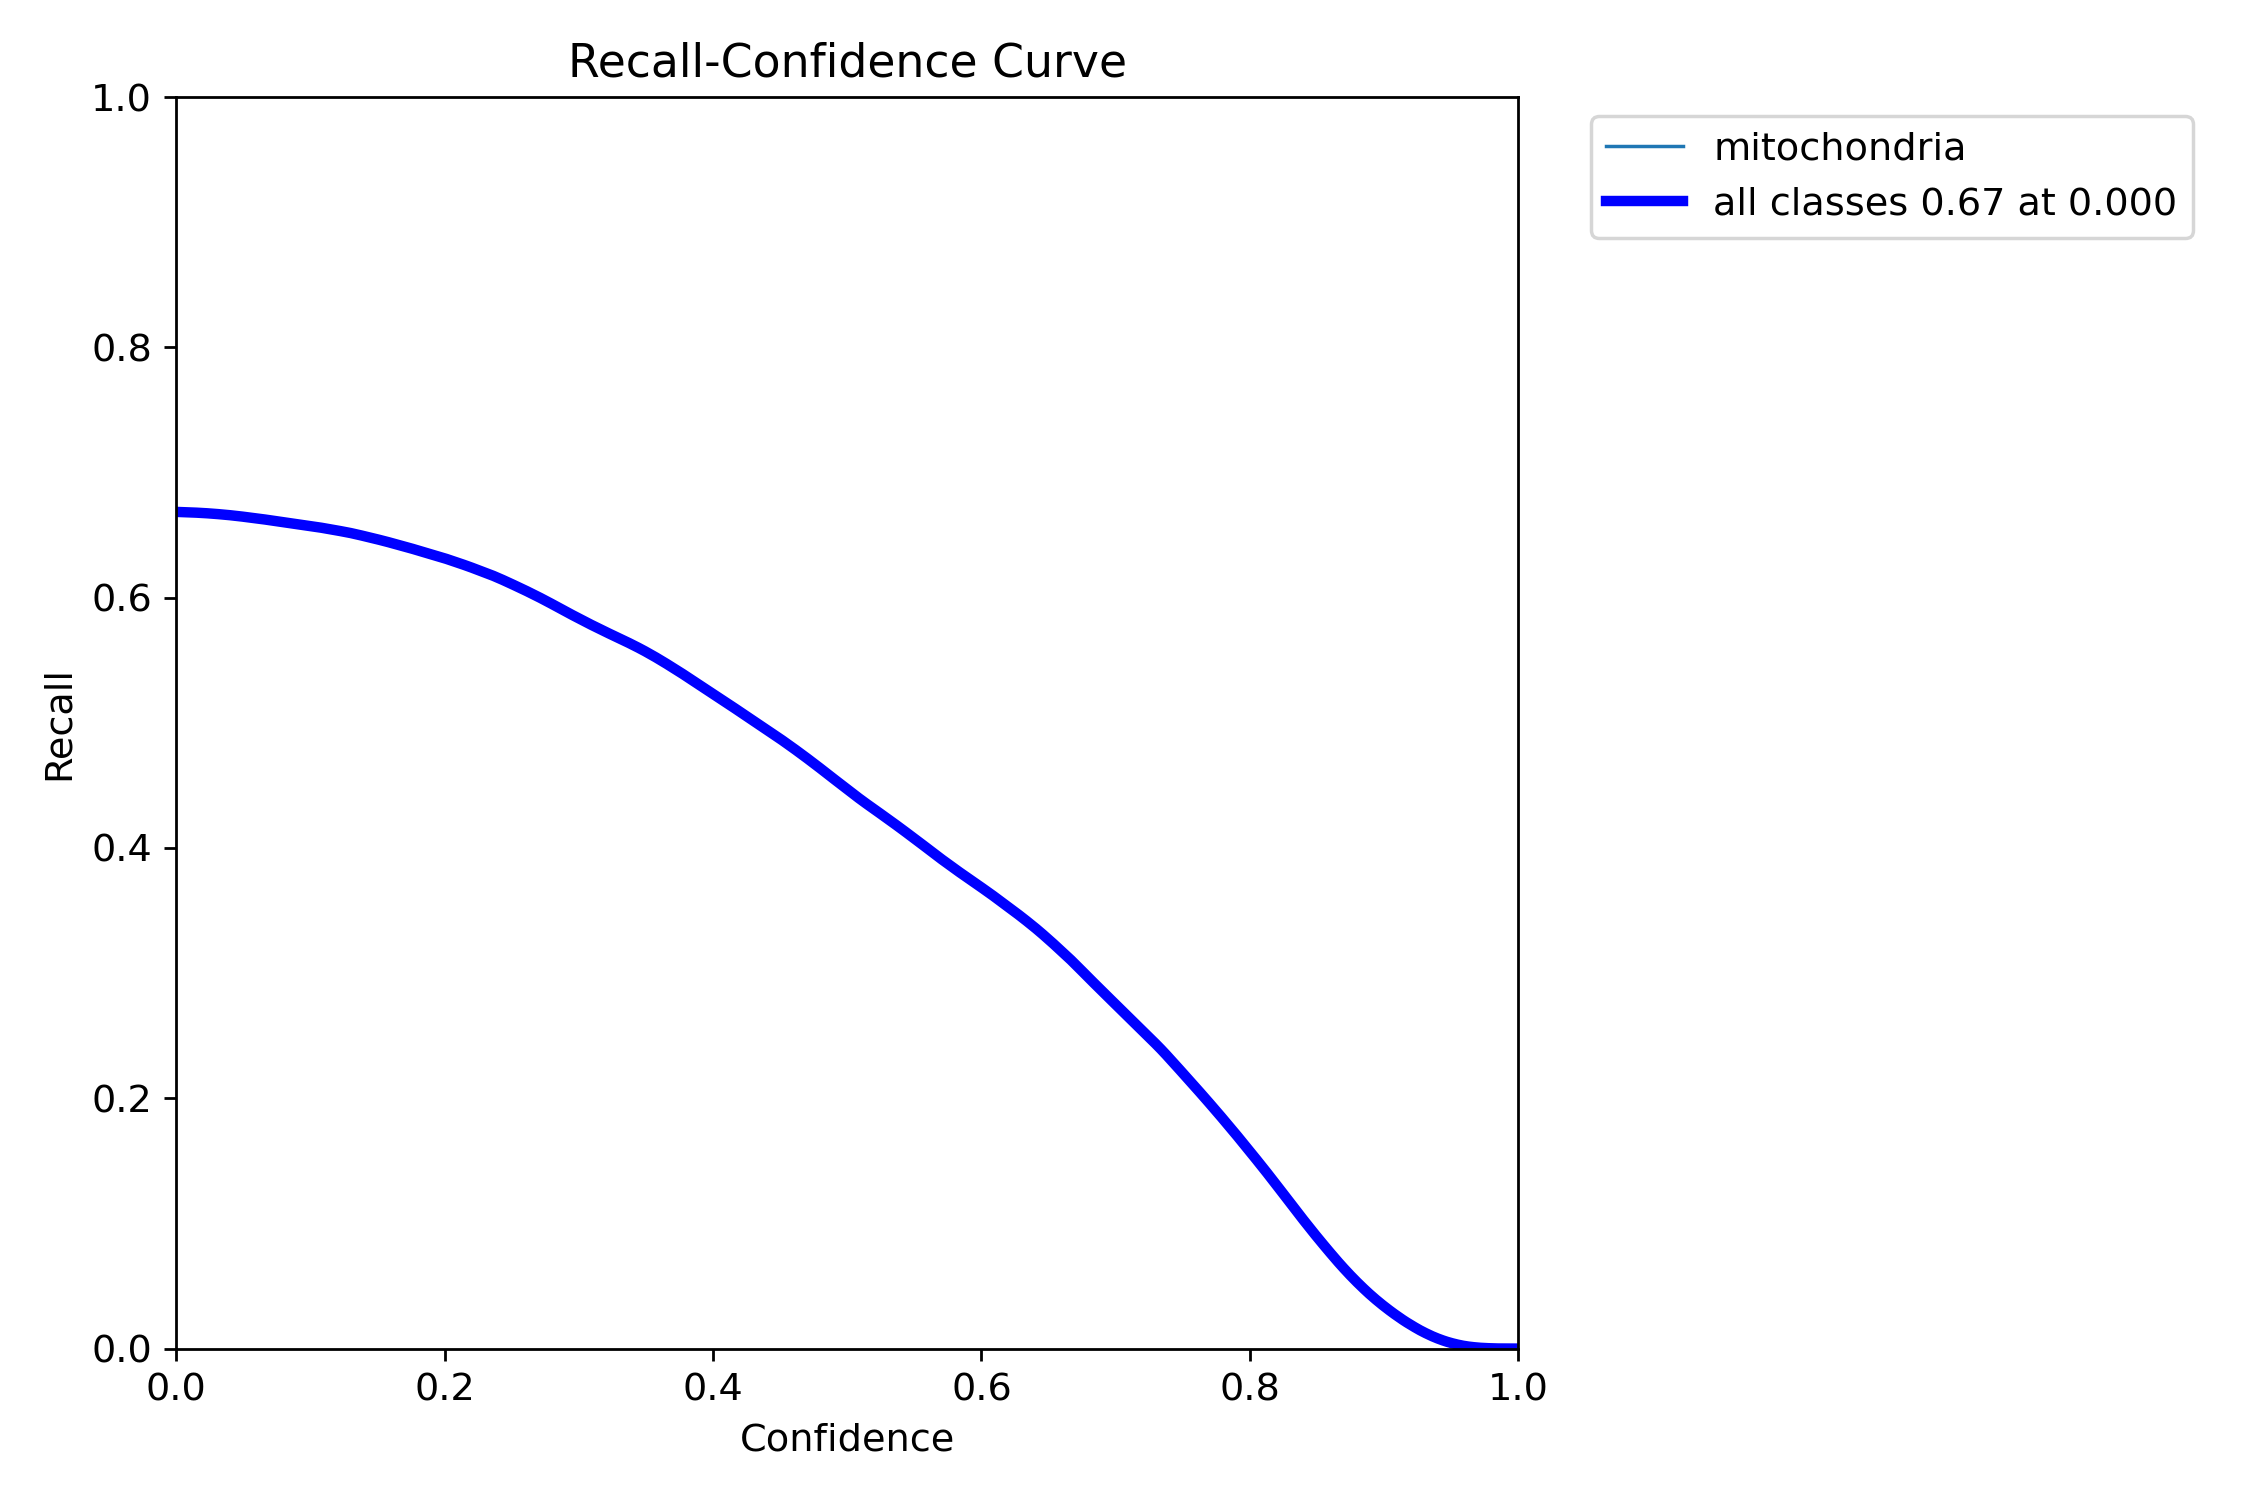 Recall-Confidence Curve
1.0
0.8
0.6
0.4
0.2
0.0
Recall
0.0 0.2 0.4 0.6 0.8 1.0
Confidence
mitochondria
all classes 0.67 at 0.000